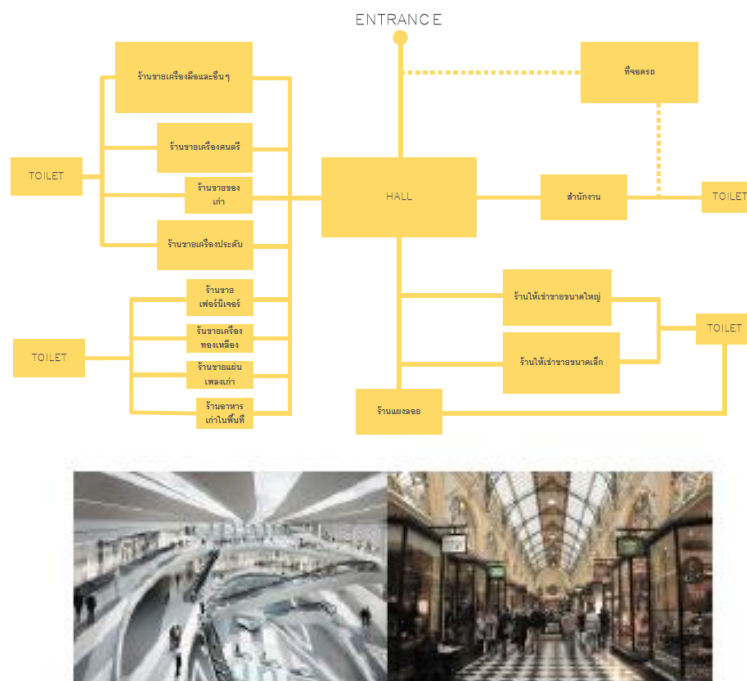 ENTRANCE
ร้านขายเครื่องมือและอื่นๆ
ที่จอดรถ
ร้านขายเครื่องดนตรี
TOILET
ร้านขายของ
เก่า
HALL
สำนักงาน
TOILET
ร้านขายเครื่องประดับ
ร้านขาย
เฟอร์นิเจอร์
ร้านให้เช่าขายขนาดใหญ่
ร้นขายเครื่อง
ทองเหลือง
TOILET
TOILET
ร้านให้เช่าขายขนาดเล็ก
ร้านขายแผ่น
เพลงเก่า
ร้านอาหาร
เก่าในพื้นที่
ร้านแผงลอย